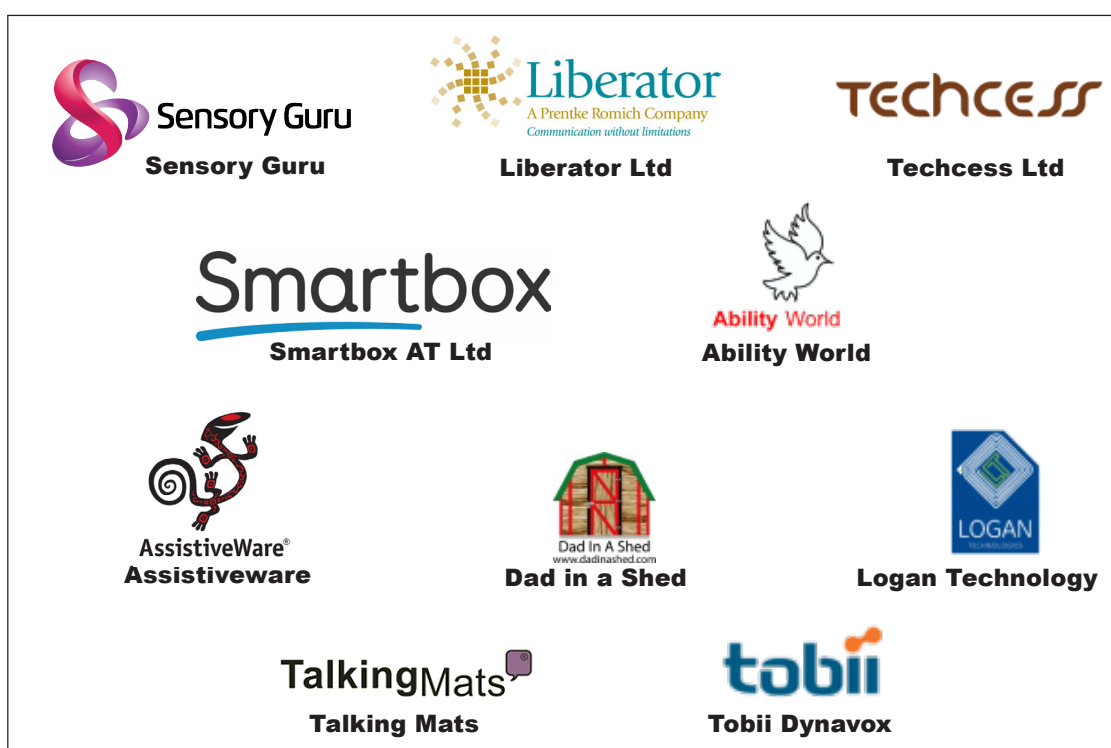 Sensory Guru
Sensory Guru
Liberator
A Prentke Romich Company
Communication without limitations
Liberator Ltd
Techcess
Techcess Ltd
Smartbox
Smartbox AT Ltd
Ability World
Ability World
AssistiveWare®
Assistiveware
Dad In A Shed
www.dadinashed.com
Dad in a Shed
LOGAN
TECHNOLOGIES
Logan Technology
TalkingMats
Talking Mats
tobii
Tobii Dynavox